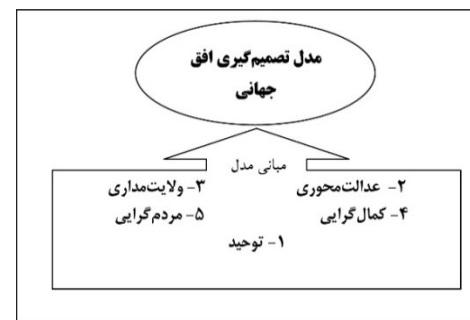 مدل تصمیم‌گیری افق
جهانی
مبانی مدل
۲- عدالت‌محوری ۳- ولایت‌مداری
۴- کمال‌گرایی ۵- مردم‌گرایی
۱- توحید